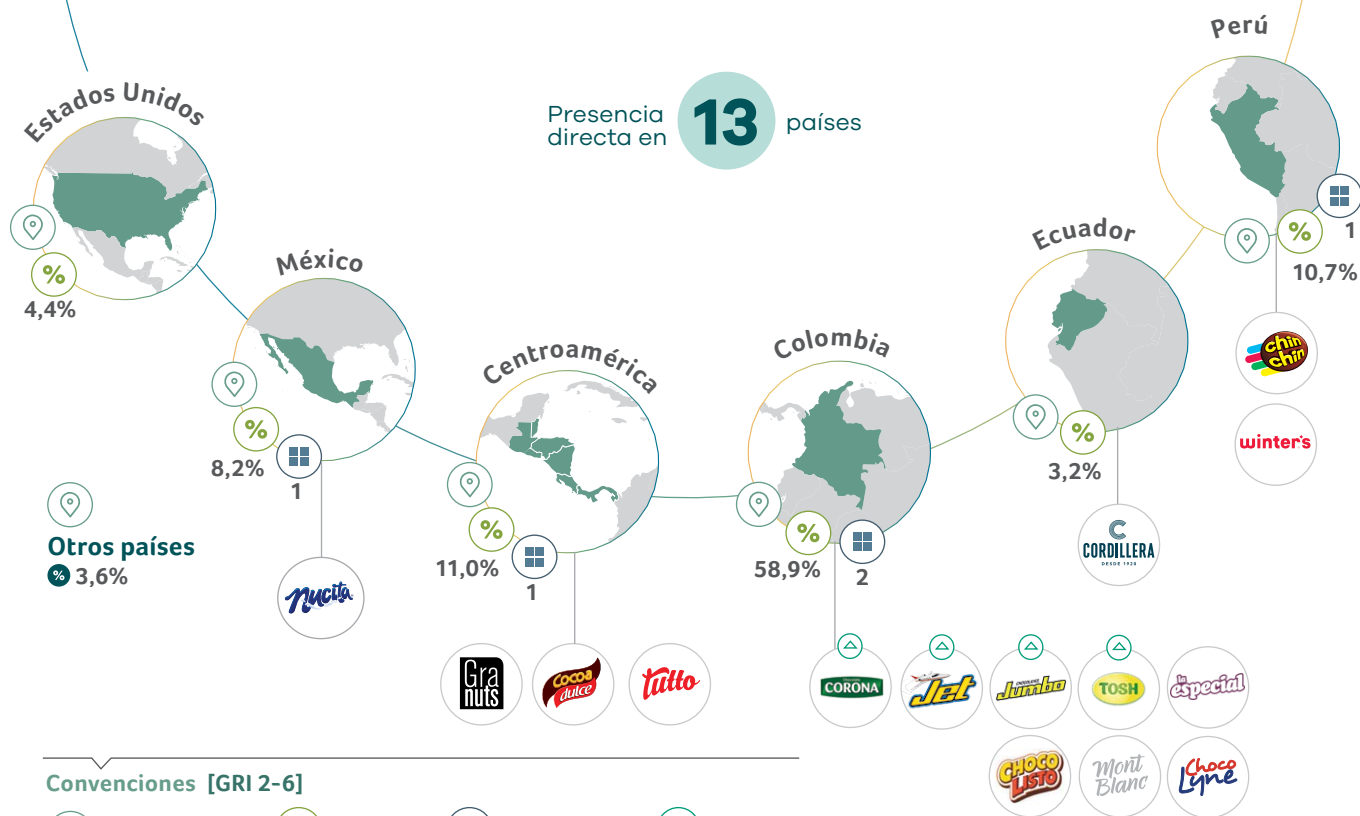 Perú
Presencia
directa en
13
países
Estados Unidos
%
1
10,7%
Ecuador
México
%
4,4%
Colombia
Centroamérica
chin
chin
winter's
%
8,2%
1
%
3,2%
Otros países
% 3,6%
%
11,0%
1
%
58,9%
2
CORDILLERA
DESDE 1920
Nucita
Gra
nuts
Cocoa
dulce
Tutto
CORONA
Jet
CHOCOLATINA
Jumbo
TOSH
la
especial
CHOCO
LISTO
Mont
Blanc
Choco
Lyne
Convenciones [GRI 2-6]